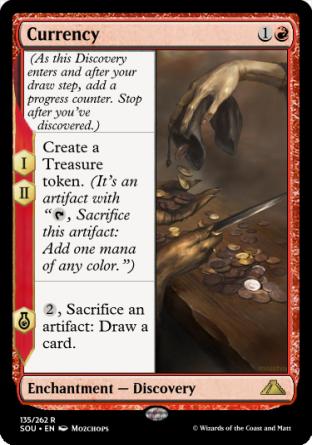 Currency 1
(As this Discovery
enters and after your
draw step, add a
progress counter. Stop
after you've
discovered.)
I
II
Create a
Treasure
token. (It's an
artifact with
“, Sacrifice
this artifact:
Add one mana
of any color.”)
2, Sacrifice an
artifact: Draw a
card.
Enchantment — Discovery
135/262 R
SOU • EN MOZCHOPS
© Wizards of the Coast and Matt